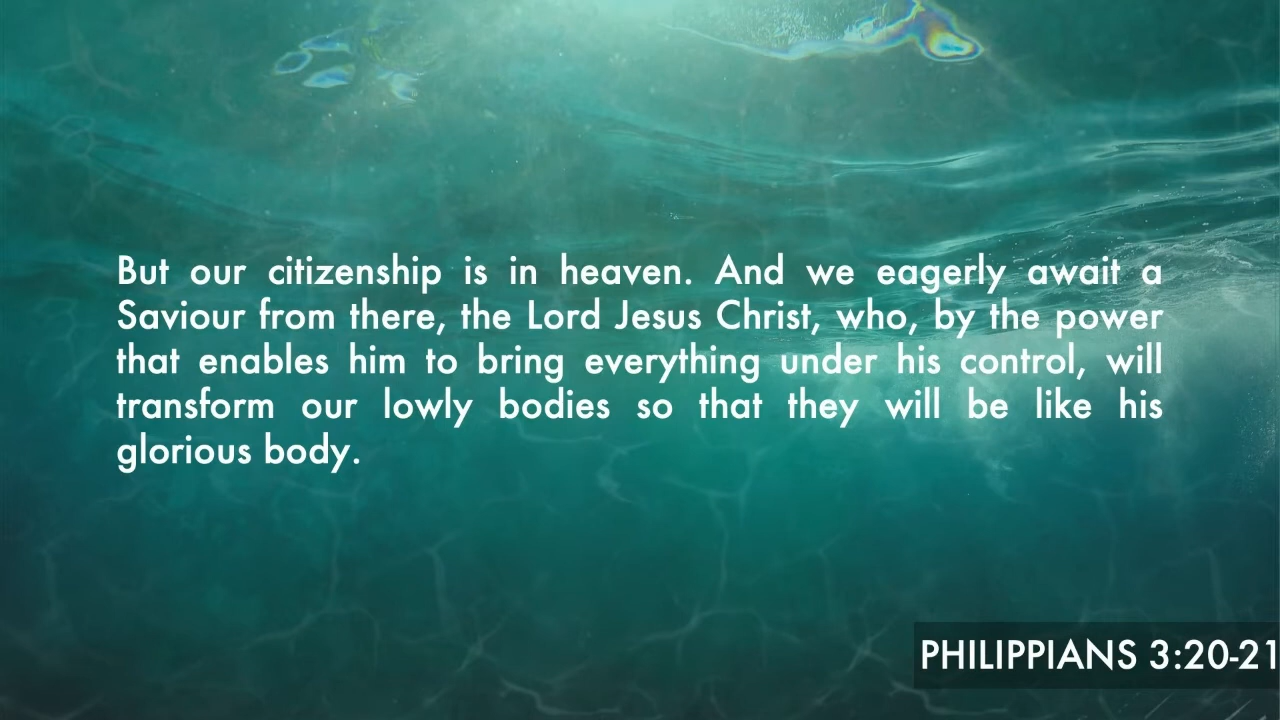 But our citizenship is in heaven. And we eagerly await a
Saviour from there, the Lord Jesus Christ, who, by the power
that enables him to bring everything under his control, will
transform our lowly bodies so that they will be like his
glorious body.
PHILIPPIANS 3:20-21